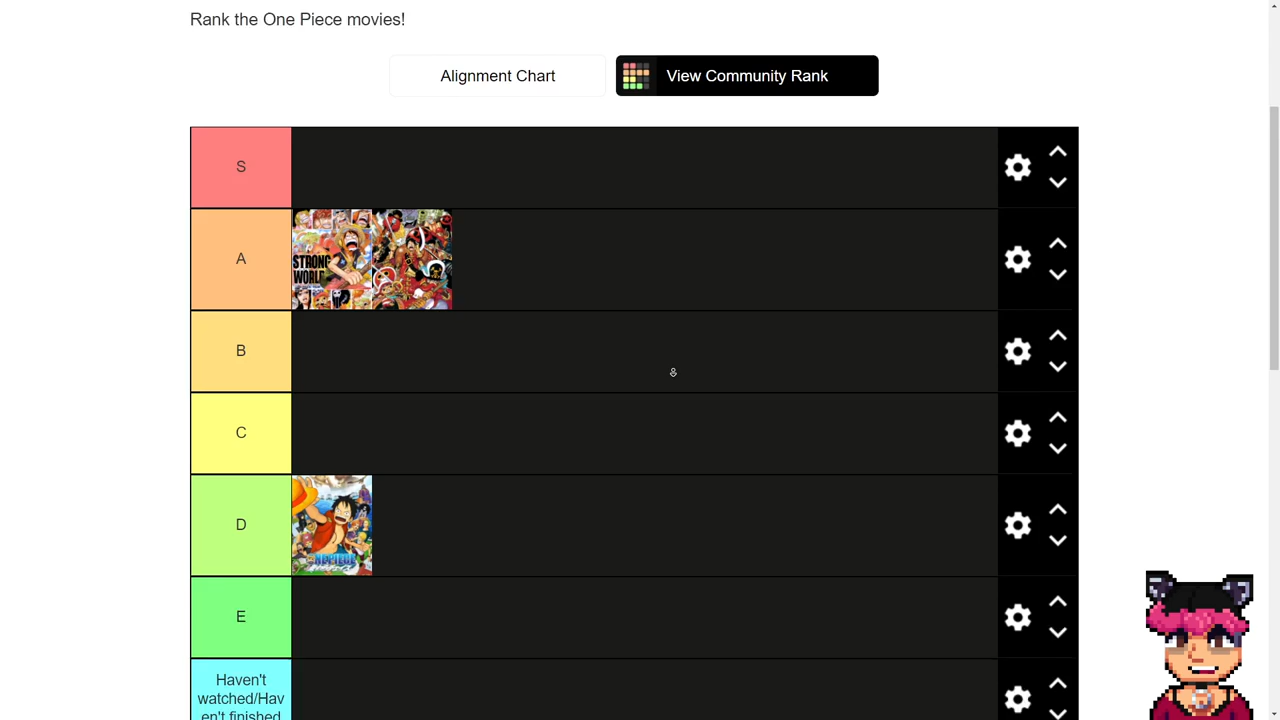 Rank the One Piece movies!
Alignment Chart
View Community Rank
S
A
STRONG
WORLD
B
C
D
E
Haven't
watched/Hav
en't finished